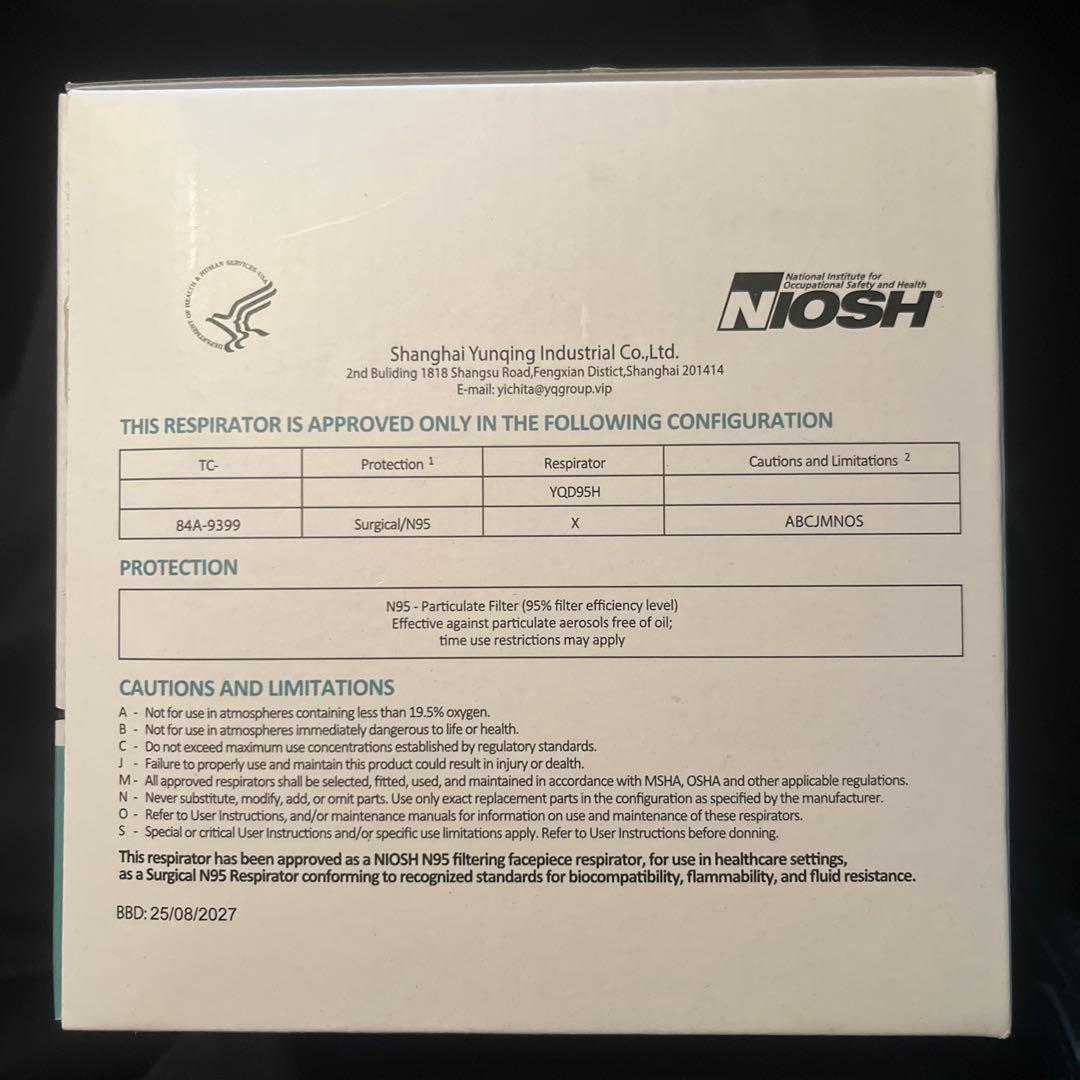 DEPARTMENT OF HEALTH & HUMAN SERVICES·USA
National Institute for
Occupational Safety and Health
NIOSH®
Shanghai Yunqing Industrial Co.,Ltd.
2nd Buliding 1818 Shangsu Road,Fengxian Distict,Shanghai 201414
E-mail: yichita@yqgroup.vip
THIS RESPIRATOR IS APPROVED ONLY IN THE FOLLOWING CONFIGURATION
TC- Protection 1 Respirator Cautions and Limitations 2
YQD95H
84A-9399 Surgical/N95 X ABCJMNOS
PROTECTION
N95 - Particulate Filter (95% filter efficiency level)
Effective against particulate aerosols free of oil;
time use restrictions may apply
CAUTIONS AND LIMITATIONS
A - Not for use in atmospheres containing less than 19.5% oxygen.
B - Not for use in atmospheres immediately dangerous to life or health.
C - Do not exceed maximum use concentrations established by regulatory standards.
J - Failure to properly use and maintain this product could result in injury or death.
M - All approved respirators shall be selected, fitted, used, and maintained in accordance with MSHA, OSHA and other applicable regulations.
N - Never substitute, modify, add, or omit parts. Use only exact replacement parts in the configuration as specified by the manufacturer.
O - Refer to User Instructions, and/or maintenance manuals for information on use and maintenance of these respirators.
S - Special or critical User Instructions and/or specific use limitations apply. Refer to User Instructions before donning.
This respirator has been approved as a NIOSH N95 filtering facepiece respirator, for use in healthcare settings,
as a Surgical N95 Respirator conforming to recognized standards for biocompatibility, flammability, and fluid resistance.
BBD: 25/08/2027